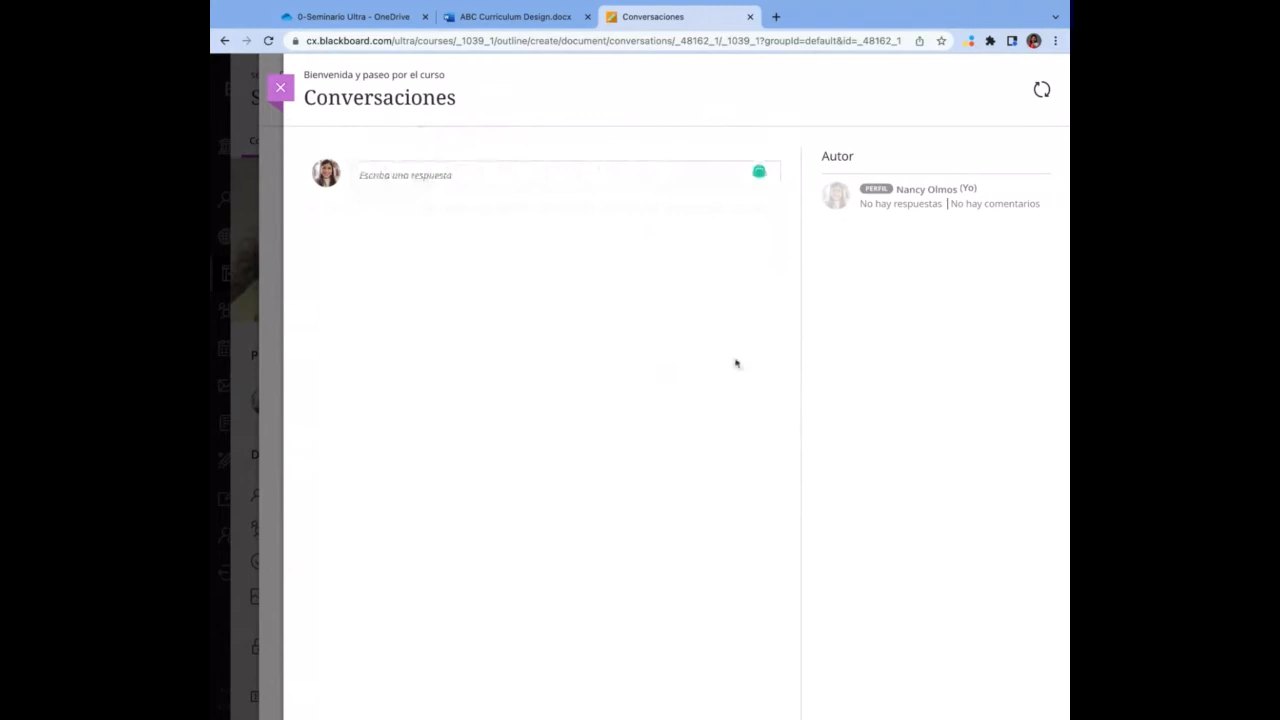 0-Seminario Ultra - OneDrive
ABC Curriculum Design.docx
Conversaciones
cx.blackboard.com/ultra/courses/_1039_1/outline/create/document/conversations/_48162_1/_1039_1?groupId=default&id=_48162_1
Bienvenida y paseo por el curso
Conversaciones
Escriba una respuesta
Autor
PERFIL Nancy Olmos (Yo)
No hay respuestas | No hay comentarios